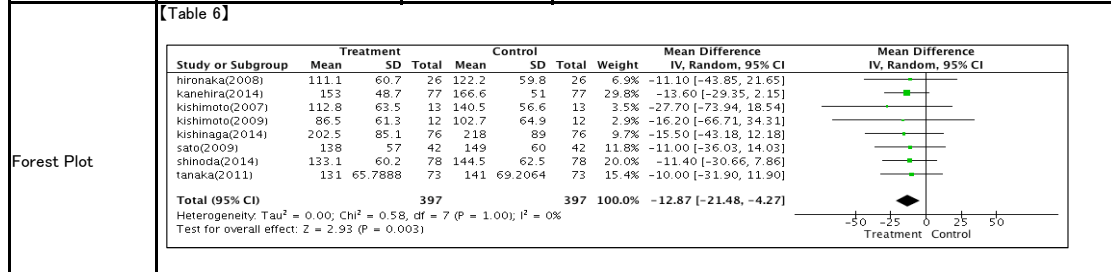 【Table 6】
Forest Plot
Treatment Control Mean Difference Mean Difference
Study or Subgroup Mean SD Total Mean SD Total Weight IV, Random, 95% CI IV, Random, 95% CI
hironaka(2008) 111.1 60.7 26 122.2 59.8 26 6.9% -11.10 [-43.85, 21.65]
kanehira(2014) 153 48.7 77 166.6 51 77 29.8% -13.60 [-29.35, 2.15]
kishimoto(2007) 112.8 63.5 13 140.5 56.6 13 3.5% -27.70 [-73.94, 18.54]
kishimoto(2009) 86.5 61.3 12 102.7 64.9 12 2.9% -16.20 [-66.71, 34.31]
kishinaga(2014) 202.5 85.1 76 218 89 76 9.7% -15.50 [-43.18, 12.18]
sato(2009) 138 57 42 149 60 42 11.8% -11.00 [-36.03, 14.03]
shinoda(2014) 133.1 60.2 78 144.5 62.5 78 20.0% -11.40 [-30.66, 7.86]
tanaka(2011) 131 65.7888 73 141 69.2064 73 15.4% -10.00 [-31.90, 11.90]
Total (95% CI) 397 397 100.0% -12.87 [-21.48, -4.27]
Heterogeneity: Tau² = 0.00; Chi² = 0.58, df = 7 (P = 1.00); I² = 0%
Test for overall effect: Z = 2.93 (P = 0.003)
-50 -25 0 25 50
Treatment Control